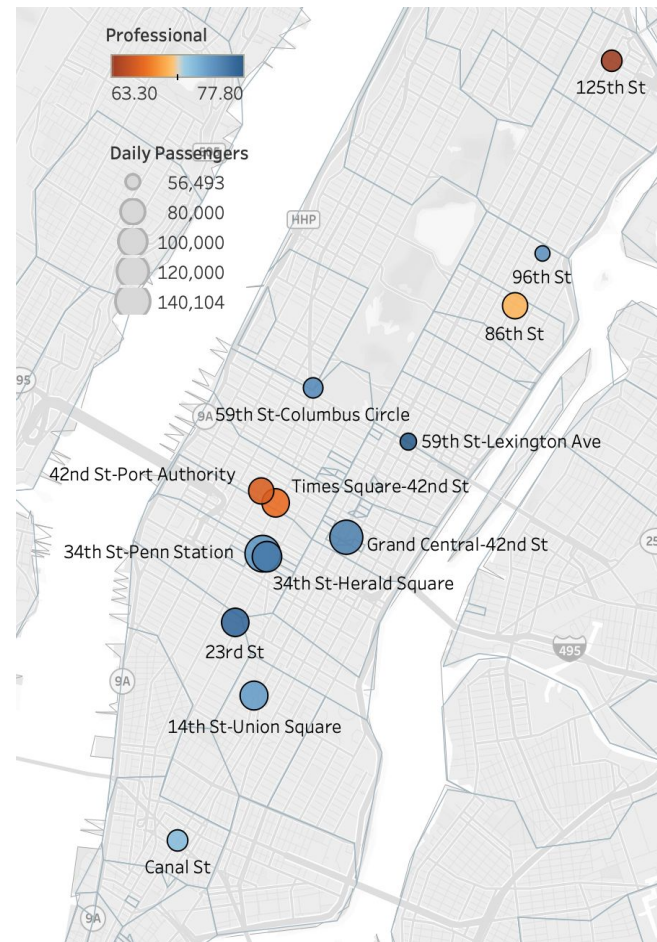 Professional
63.30 77.80
Daily Passengers
56,493
80,000
100,000
120,000
140,104
HHP
125th St
96th St
86th St
95
9A
59th St-Columbus Circle
59th St-Lexington Ave
42nd St-Port Authority
Times Square-42nd St
34th St-Penn Station
Grand Central-42nd St
25
34th St-Herald Square
23rd St
495
9A
14th St-Union Square
Canal St
9A